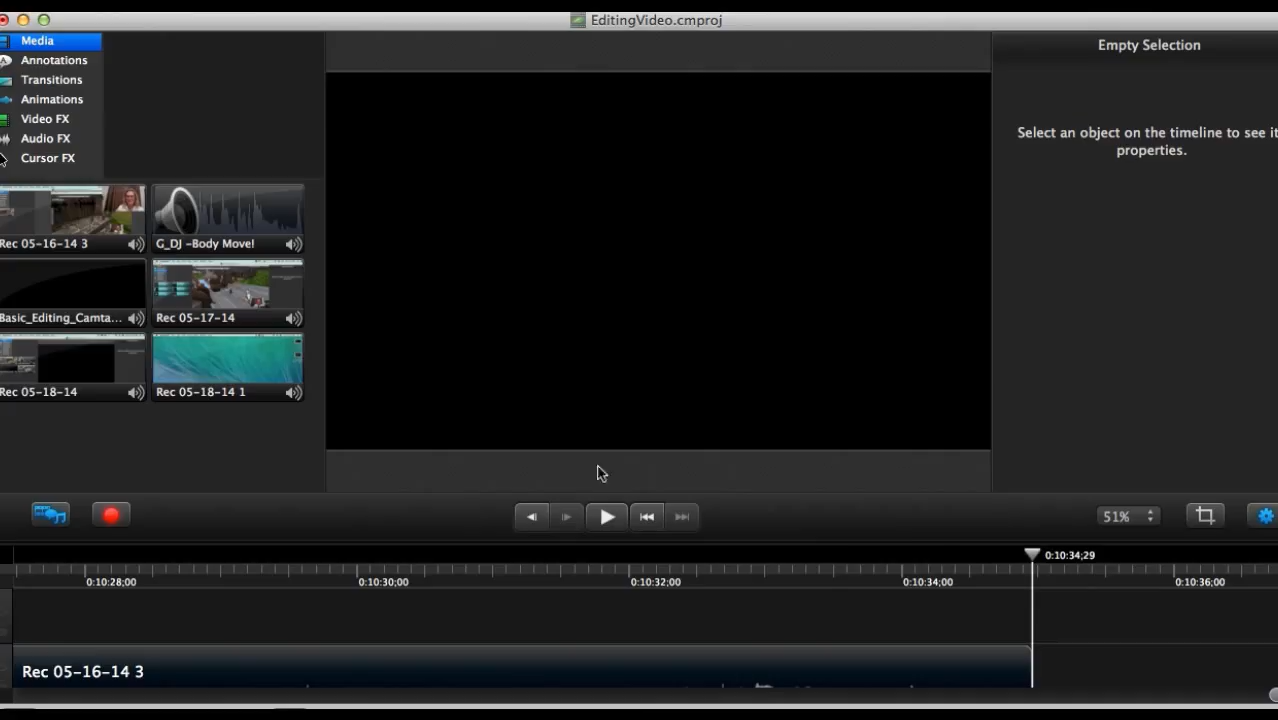 EditingVideo.cmproj
Media
Annotations
Transitions
Animations
Video FX
Audio FX
Cursor FX
Empty Selection
Select an object on the timeline to see it
properties.
Rec 05-16-14 3
G_DJ -Body Move!
Basic_Editing_Camta...
Rec 05-17-14
Rec 05-18-14
Rec 05-18-14 1
51%
0:10:34;29
0:10:28;00
0:10:30;00
0:10:32;00
0:10:34;00
0:10:36;00
Rec 05-16-14 3